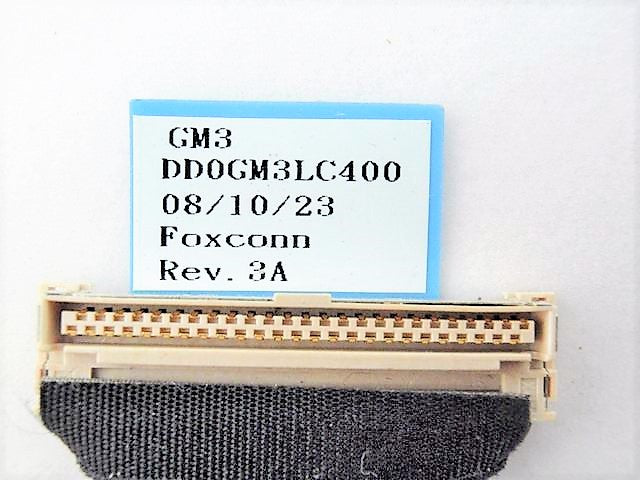 GM3
DD0GM3LC400
08/10/23
Foxconn
Rev. 3A